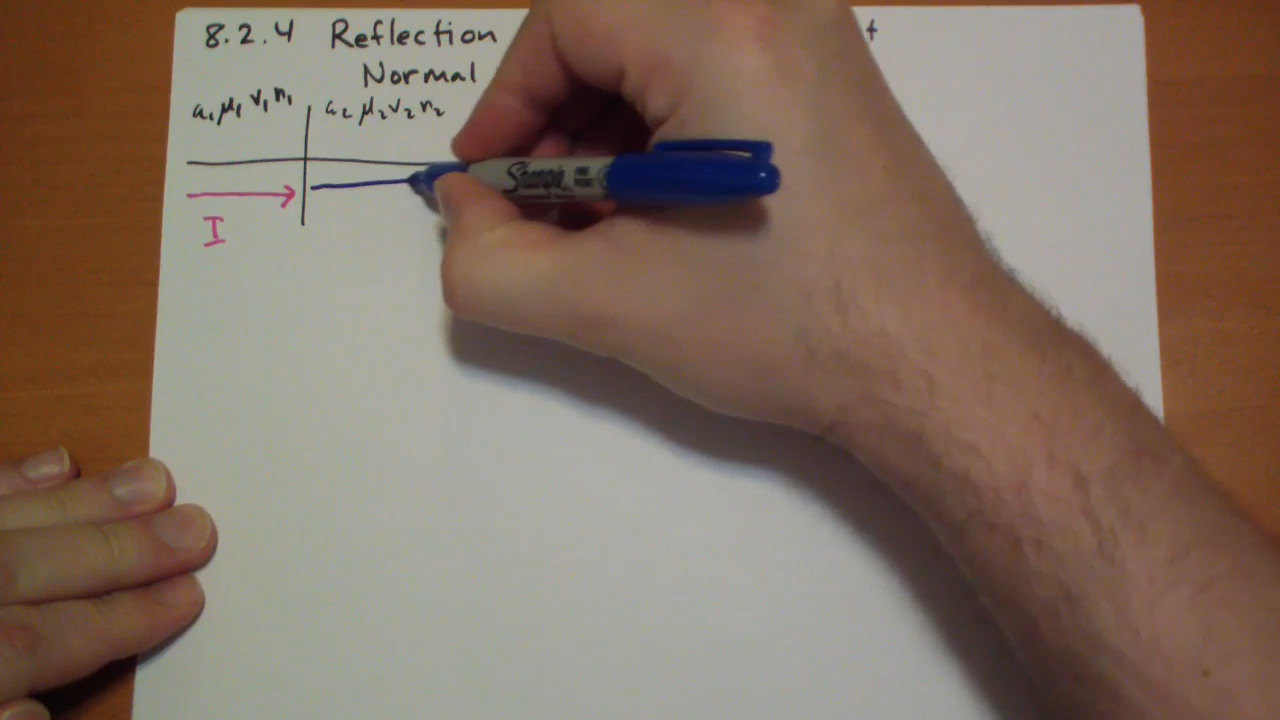 8.2.4 Reflection t
Normal
a₁ μ₁ v₁ n₁ a₂ μ₂ v₂ n₂
Sharpie
I